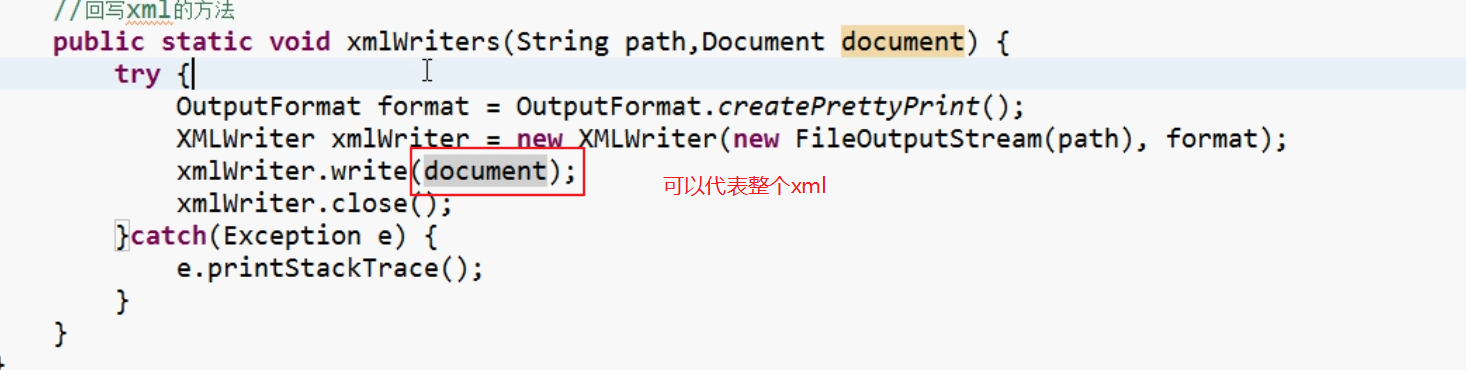 //回写xml的方法
public static void xmlWriters(String path,Document document) {
try {
OutputFormat format = OutputFormat.createPrettyPrint();
XMLWriter xmlWriter = new XMLWriter(new FileOutputStream(path), format);
xmlWriter.write(document);
可以代表整个xml
xmlWriter.close();
}catch(Exception e) {
e.printStackTrace();
}
}